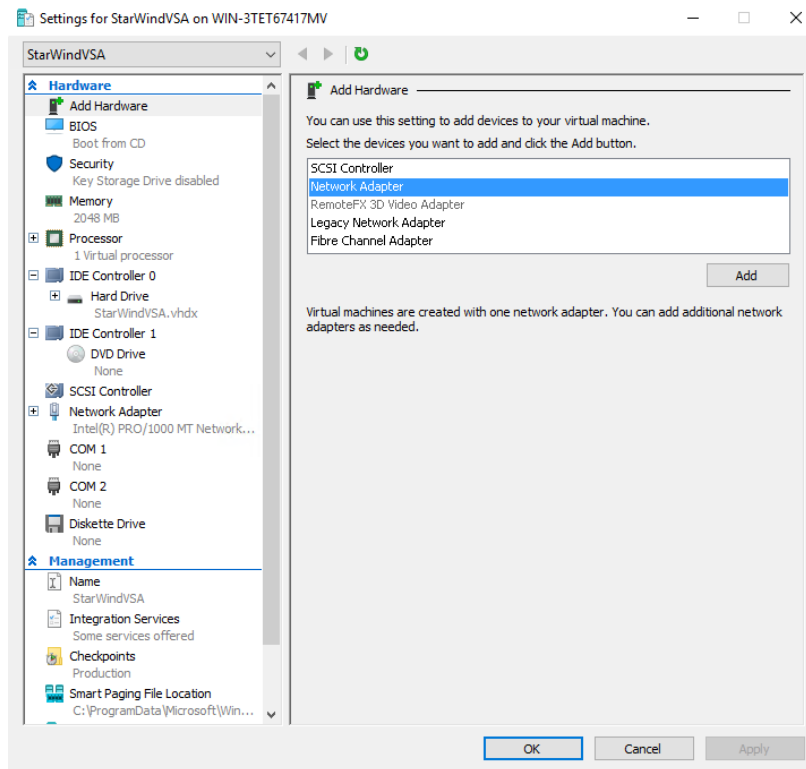 Settings for StarWindVSA on WIN-3TET67417MV
StarWindVSA
Hardware
Add Hardware
BIOS
Boot from CD
Security
Key Storage Drive disabled
Memory
2048 MB
Processor
1 Virtual processor
IDE Controller 0
Hard Drive
StarWindVSA.vhdx
IDE Controller 1
DVD Drive
None
SCSI Controller
Network Adapter
Intel(R) PRO/1000 MT Network...
COM 1
None
COM 2
None
Diskette Drive
None
Management
Name
StarWindVSA
Integration Services
Some services offered
Checkpoints
Production
Smart Paging File Location
C:\ProgramData\Microsoft\Win...
Add Hardware
You can use this setting to add devices to your virtual machine.
Select the devices you want to add and click the Add button.
SCSI Controller
Network Adapter
RemoteFX 3D Video Adapter
Legacy Network Adapter
Fibre Channel Adapter
Add
Virtual machines are created with one network adapter. You can add additional network
adapters as needed.
OK
Cancel
Apply